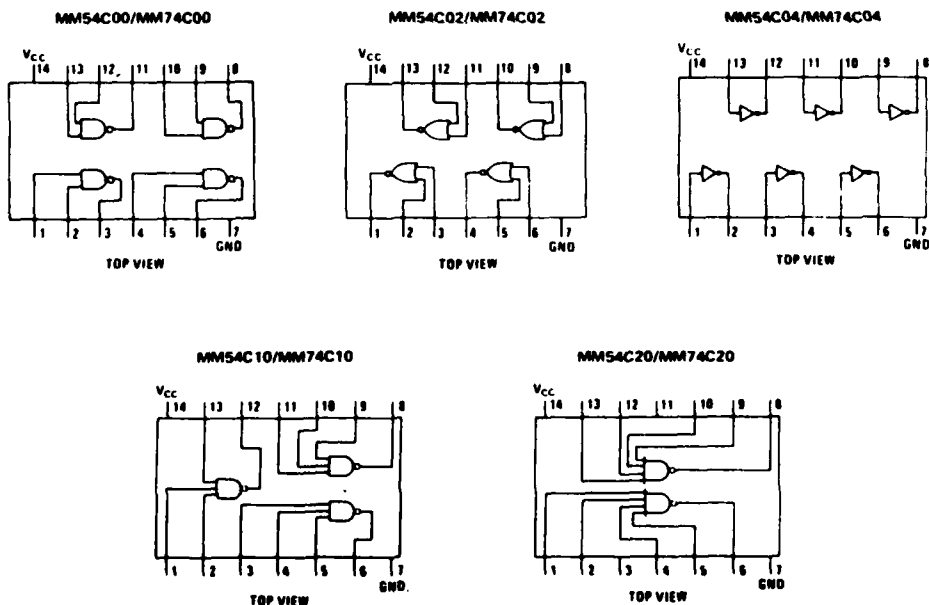 MM54C00/MM74C00 MM54C02/MM74C02 MM54C04/MM74C04
VCC VCC VCC
14 13 12 11 10 9 8 14 13 12 11 10 9 8 14 13 12 11 10 9 8
1 2 3 4 5 6 7 1 2 3 4 5 6 7 1 2 3 4 5 6 7
GND GND GND
TOP VIEW TOP VIEW TOP VIEW
MM54C10/MM74C10 MM54C20/MM74C20
VCC VCC
14 13 12 11 10 9 8 14 13 12 11 10 9 8
1 2 3 4 5 6 7 1 2 3 4 5 6 7
GND. GND
TOP VIEW TOP VIEW